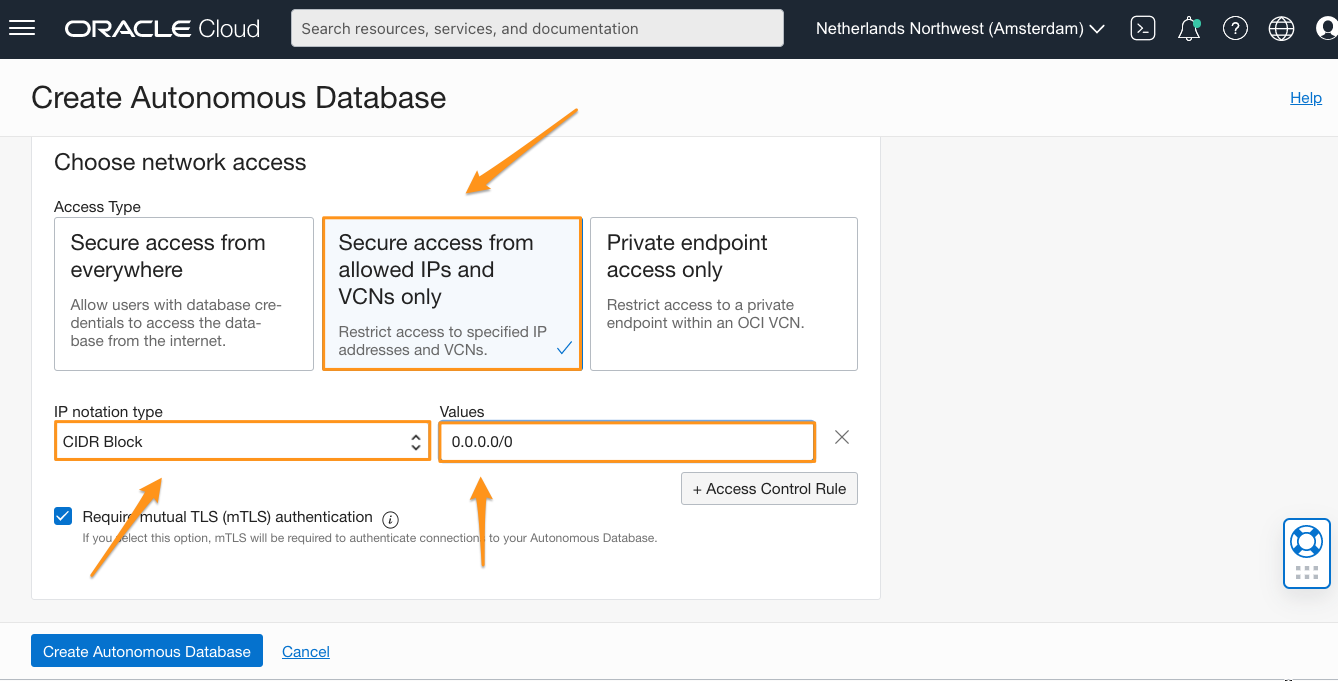 ORACLE Cloud
Search resources, services, and documentation
Netherlands Northwest (Amsterdam)
Create Autonomous Database
Help
Choose network access
Access Type
Secure access from
everywhere
Allow users with database cre-
dentials to access the data-
base from the internet.
Secure access from
allowed IPs and
VCNs only
Restrict access to specified IP
addresses and VCNs.
Private endpoint
access only
Restrict access to a private
endpoint within an OCI VCN.
IP notation type
CIDR Block
Values
0.0.0.0/0
+ Access Control Rule
Require mutual TLS (mTLS) authentication
If you select this option, mTLS will be required to authenticate connections to your Autonomous Database.
Create Autonomous Database
Cancel